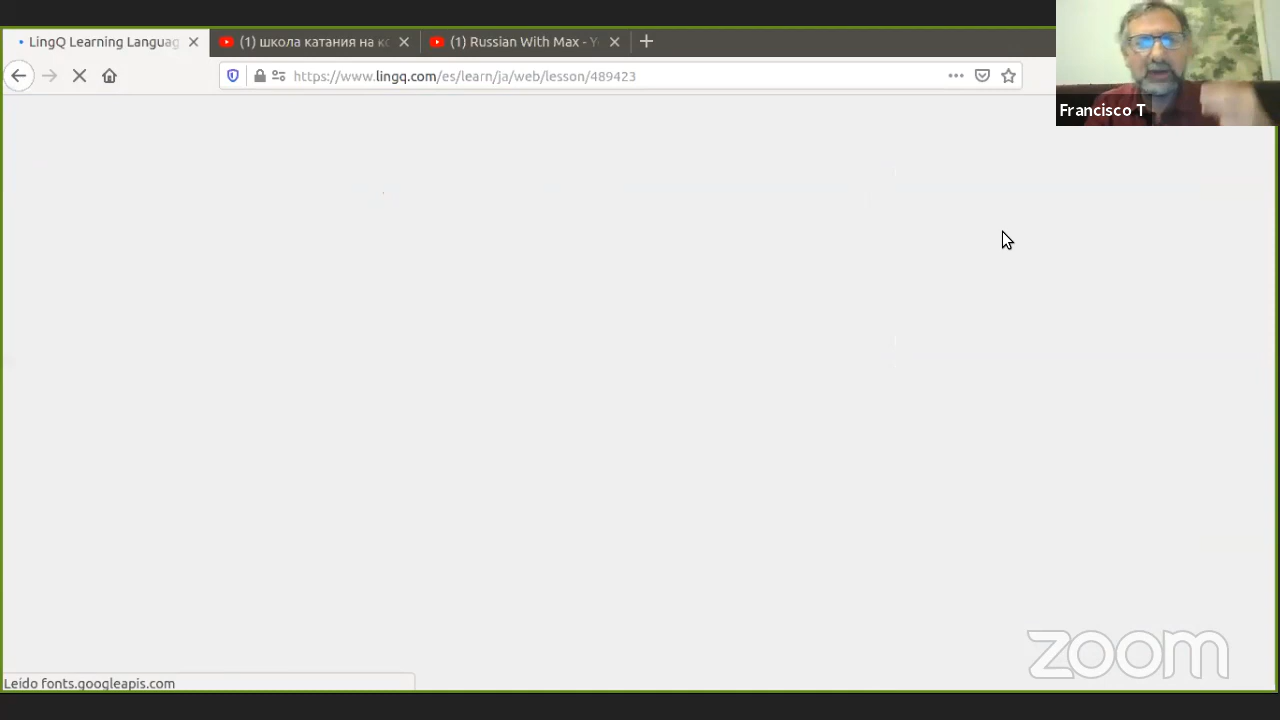 LingQ Learning Languag
(1) школа катания на ко
(1) Russian With Max - Y
https://www.lingq.com/es/learn/ja/web/lesson/489423
Francisco T
zoom
Leído fonts.googleapis.com